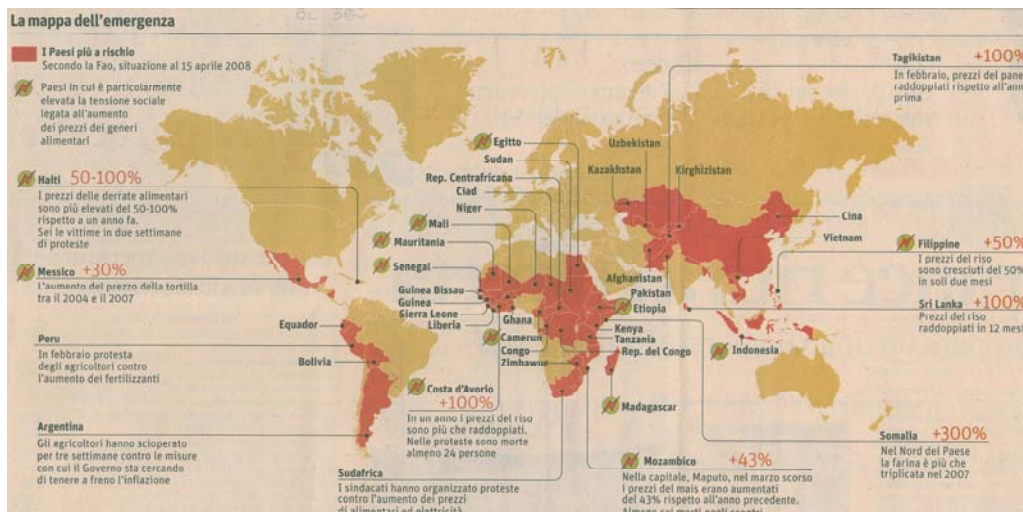 La mappa dell'emergenza
I Paesi più a rischio
Secondo la Fao, situazione al 15 aprile 2008
Paesi in cui è particolarmente
elevata la tensione sociale
legata all'aumento
dei prezzi dei generi
alimentari
Haiti 50-100%
I prezzi delle derrate alimentari
sono più elevati del 50-100%
rispetto a un anno fa.
Sei le vittime in due settimane
di proteste
Messico +30%
L'aumento del prezzo della tortilla
tra il 2004 e il 2007
Peru
In febbraio protesta
degli agricoltori contro
l'aumento dei fertilizzanti
Argentina
Gli agricoltori hanno scioperato
per tre settimane contro le misure
con cui il Governo sta cercando
di tenere a freno l'inflazione
Equador
Bolivia
Egitto
Sudan
Rep. Centrafricana
Ciad
Niger
Mali
Mauritania
Senegal
Guinea Bissau
Guinea
Sierra Leone
Liberia
Ghana
Camerun
Congo
Zimbawne
Costa d'Avorio
+100%
In un anno i prezzi del riso
sono più che raddoppiati.
Nelle proteste sono morte
almeno 24 persone
Sudafrica
I sindacati hanno organizzato proteste
contro l'aumento dei prezzi
di alimentari ed elettricità
Uzbekistan
Kazakhstan
Kirghizistan
Tagikistan +100%
In febbraio, prezzi del pane
raddoppiati rispetto all'anno
prima
Cina
Vietnam
Afghanistan
Pakistan
Etiopia
Kenya
Tanzania
Rep. del Congo
Madagascar
Indonesia
Filippine +50%
I prezzi del riso
sono cresciuti del 50%
in soli due mesi
Sri Lanka +100%
Prezzi del riso
raddoppiati in 12 mesi
Somalia +300%
Nel Nord del Paese
la farina è più che
triplicata nel 2007
Mozambico +43%
Nella capitale, Maputo, nel marzo scorso
i prezzi del mais erano aumentati
del 43% rispetto all'anno precedente.
Almeno sei morti negli scontri